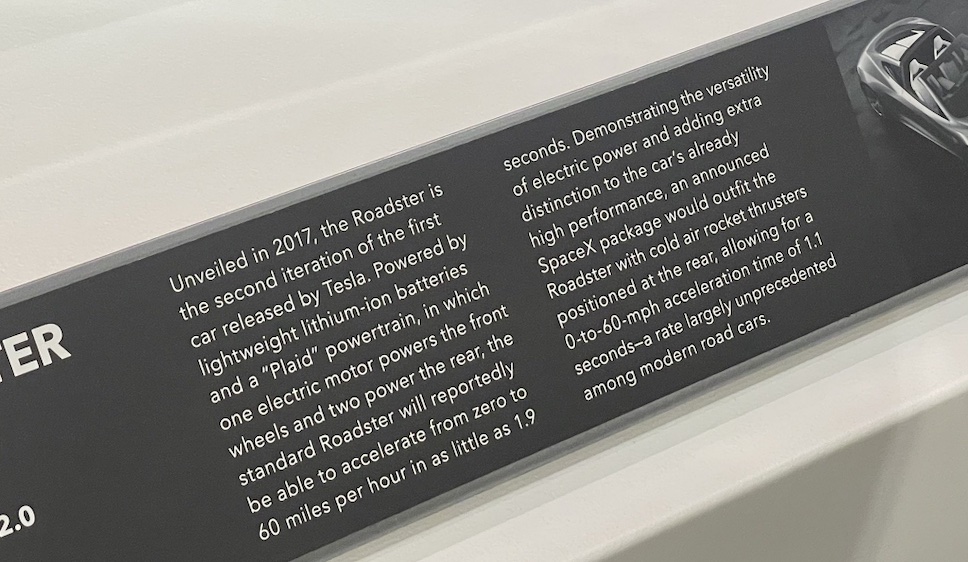 TER
2.0
Unveiled in 2017, the Roadster is
the second iteration of the first
car released by Tesla. Powered by
lightweight lithium-ion batteries
and a “Plaid” powertrain, in which
one electric motor powers the front
wheels and two power the rear, the
standard Roadster will reportedly
be able to accelerate from zero to
60 miles per hour in as little as 1.9
seconds. Demonstrating the versatility
of electric power and adding extra
distinction to the car's already
high performance, an announced
SpaceX package would outfit the
Roadster with cold air rocket thrusters
positioned at the rear, allowing for a
0-to-60-mph acceleration time of 1.1
seconds—a rate largely unprecedented
among modern road cars.